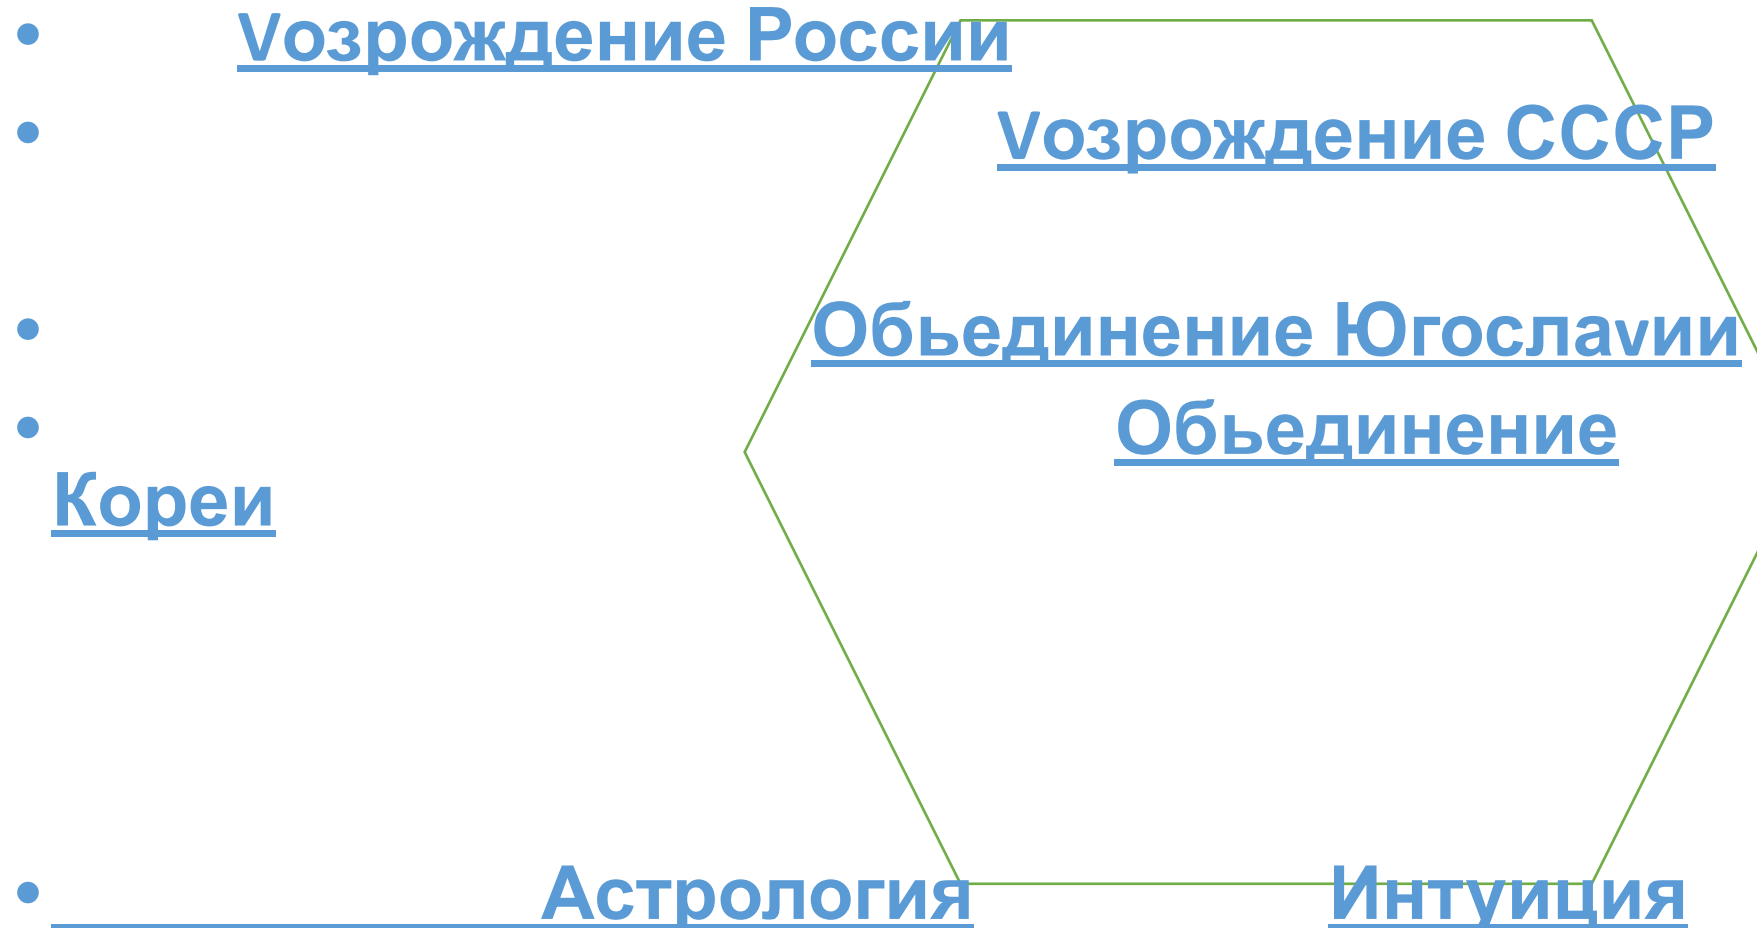 • Vозрождение России
• Vозрождение СССР
• Обьединение Югослаvии
• Обьединение
Кореи
• Астрология Интуиция